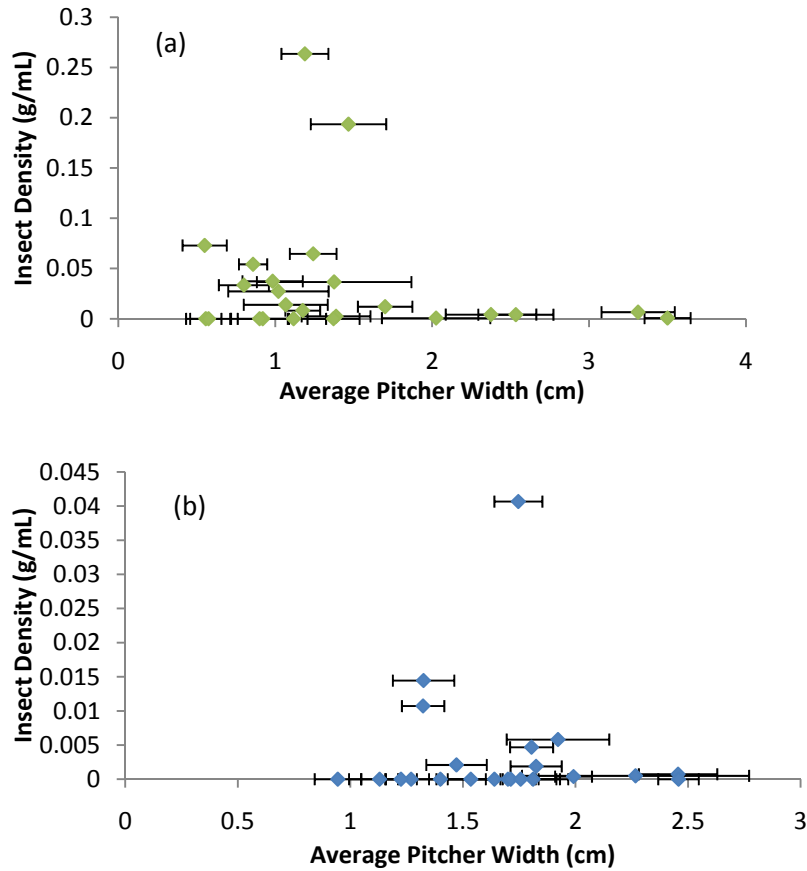 (a)
Insect Density (g/mL)
0.3
0.25
0.2
0.15
0.1
0.05
0
0 1 2 3 4
Average Pitcher Width (cm)
(b)
Insect Density (g/mL)
0.045
0.04
0.035
0.03
0.025
0.02
0.015
0.01
0.005
0
0 0.5 1 1.5 2 2.5 3
Average Pitcher Width (cm)